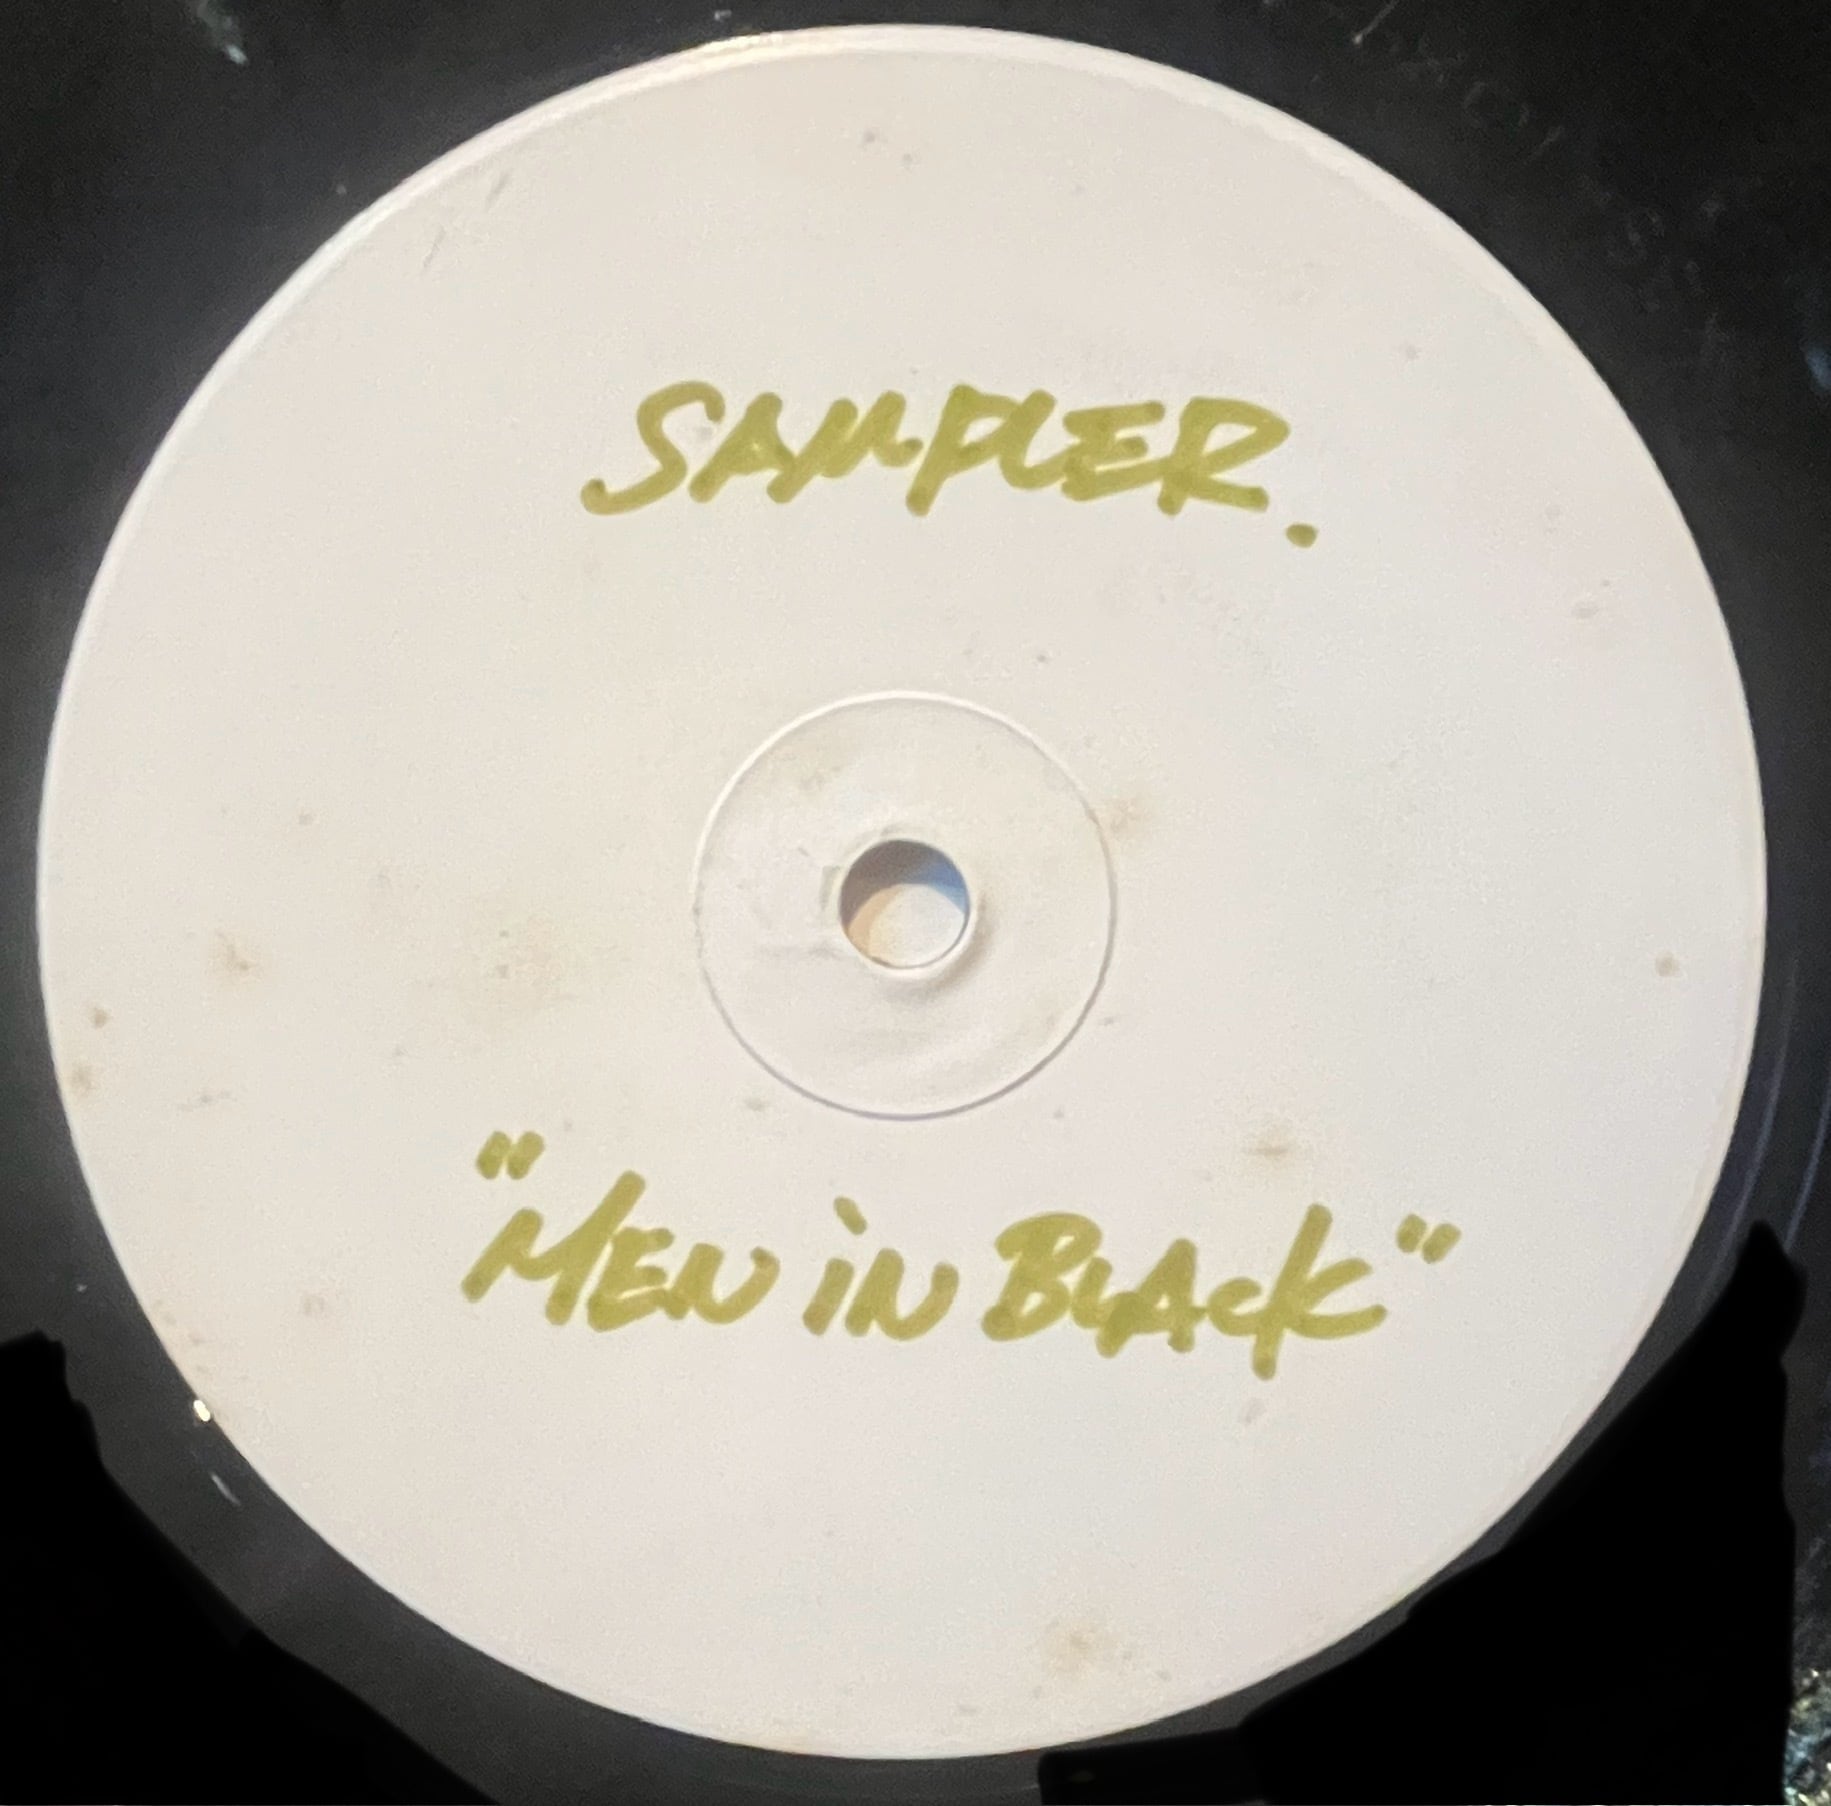 SAMPLER.
"MEN iN BLAcK"